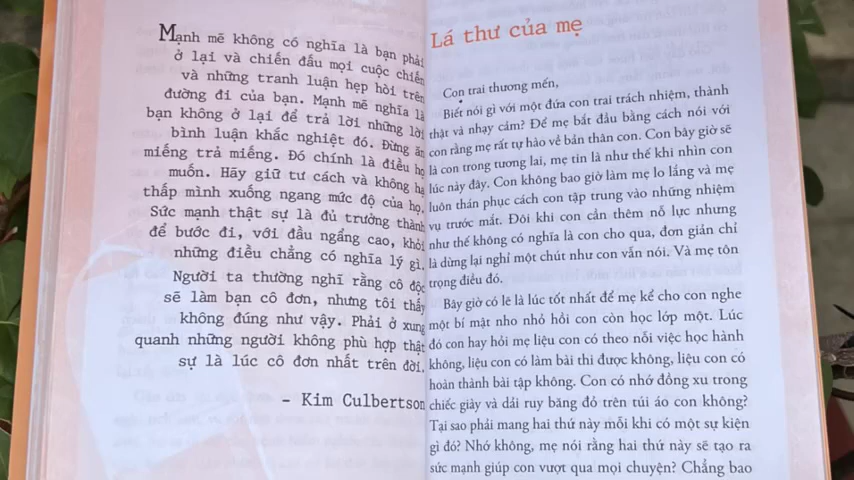 Mạnh mẽ không có nghĩa là bạn phải
ở lại và chiến đấu mọi cuộc chiến
và những tranh luận hẹp hòi trên
đường đi của bạn. Mạnh mẽ nghĩa là
bạn không ở lại để trả lời những lời
bình luận khắc nghiệt đó. Đừng ăn
miếng trả miếng. Đó chính là điều họ
muốn. Hãy giữ tư cách và không hạ
thấp mình xuống ngang mức độ của họ.
Sức mạnh thật sự là đủ trưởng thành
để bước đi, với đầu ngẩng cao, khỏi
những điều chẳng có nghĩa lý gì.
Người ta thường nghĩ rằng cô độc
sẽ làm bạn cô đơn, nhưng tôi thấy
không đúng như vậy. Phải ở xung
quanh những người không phù hợp thật
sự là lúc cô đơn nhất trên đời.
– Kim Culbertson
Lá thư của mẹ
Con trai thương mến,
Biết nói gì với một đứa con trai trách nhiệm, thành
thật và nhạy cảm? Để mẹ bắt đầu bằng cách nói với
con rằng mẹ rất tự hào về bản thân con. Con bây giờ sẽ
là con trong tương lai, mẹ tin là như thế khi nhìn con
lúc này đây. Con không bao giờ làm mẹ lo lắng và mẹ
luôn thán phục cách con tập trung vào những nhiệm
vụ trước mắt. Đôi khi con cần thêm nỗ lực nhưng
như thế không có nghĩa là con cho qua, đơn giản chỉ
là dừng lại nghỉ một chút như con vẫn nói. Và mẹ tôn
trọng điều đó.
Bây giờ có lẽ là lúc tốt nhất để mẹ kể cho con nghe
một bí mật nho nhỏ hồi con còn học lớp một. Lúc
đó con hay hỏi mẹ liệu con có theo nổi việc học hành
không, liệu con có làm bài thi được không, liệu con có
hoàn thành bài tập không. Con có nhớ đồng xu trong
chiếc giày và dải ruy băng đỏ trên túi áo con không?
Tại sao phải mang hai thứ này mỗi khi có một sự kiện
gì đó? Nhớ không, mẹ nói rằng hai thứ này sẽ tạo ra
sức mạnh giúp con vượt qua mọi chuyện? Chẳng bao